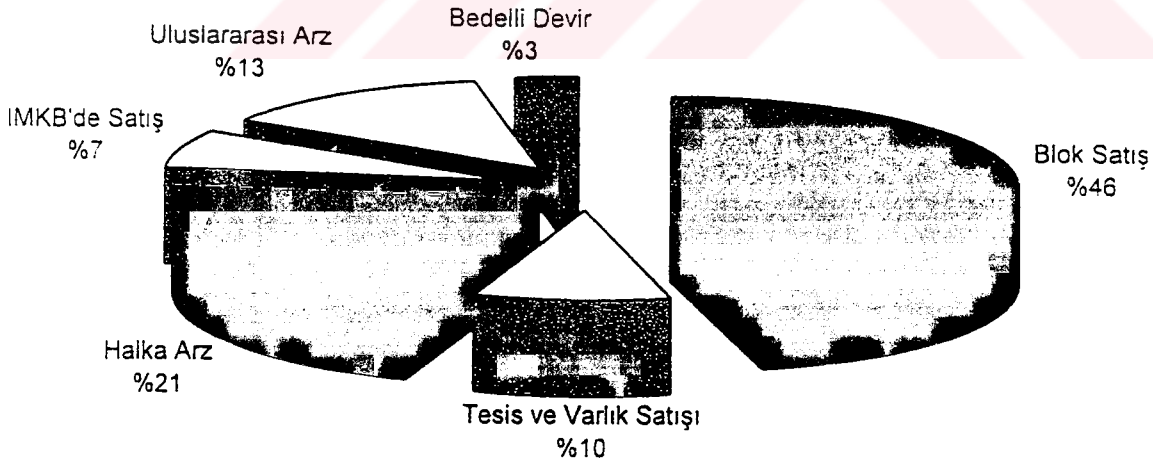 Bedelli Devir
%3
Uluslararası Arz
%13
IMKB'de Satış
%7
Blok Satış
%46
Halka Arz
%21
Tesis ve Varlık Satışı
%10